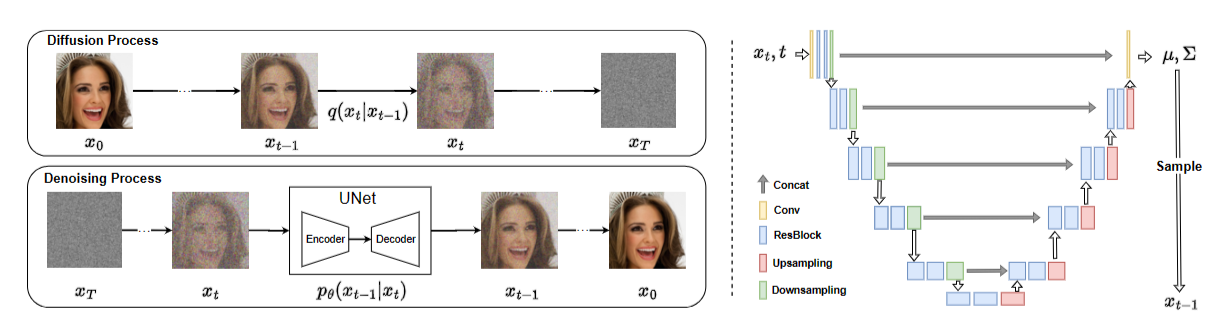 Diffusion Process
...
q(x_t|x_{t-1})
x_0
x_{t-1}
x_t
x_T
Denoising Process
UNet
...
Encoder
Decoder
...
x_T
x_t
p_θ(x_{t-1}|x_t)
x_{t-1}
x_0
x_t, t
μ, Σ
Sample
x_{t-1}
Concat
Conv
ResBlock
Upsampling
Downsampling